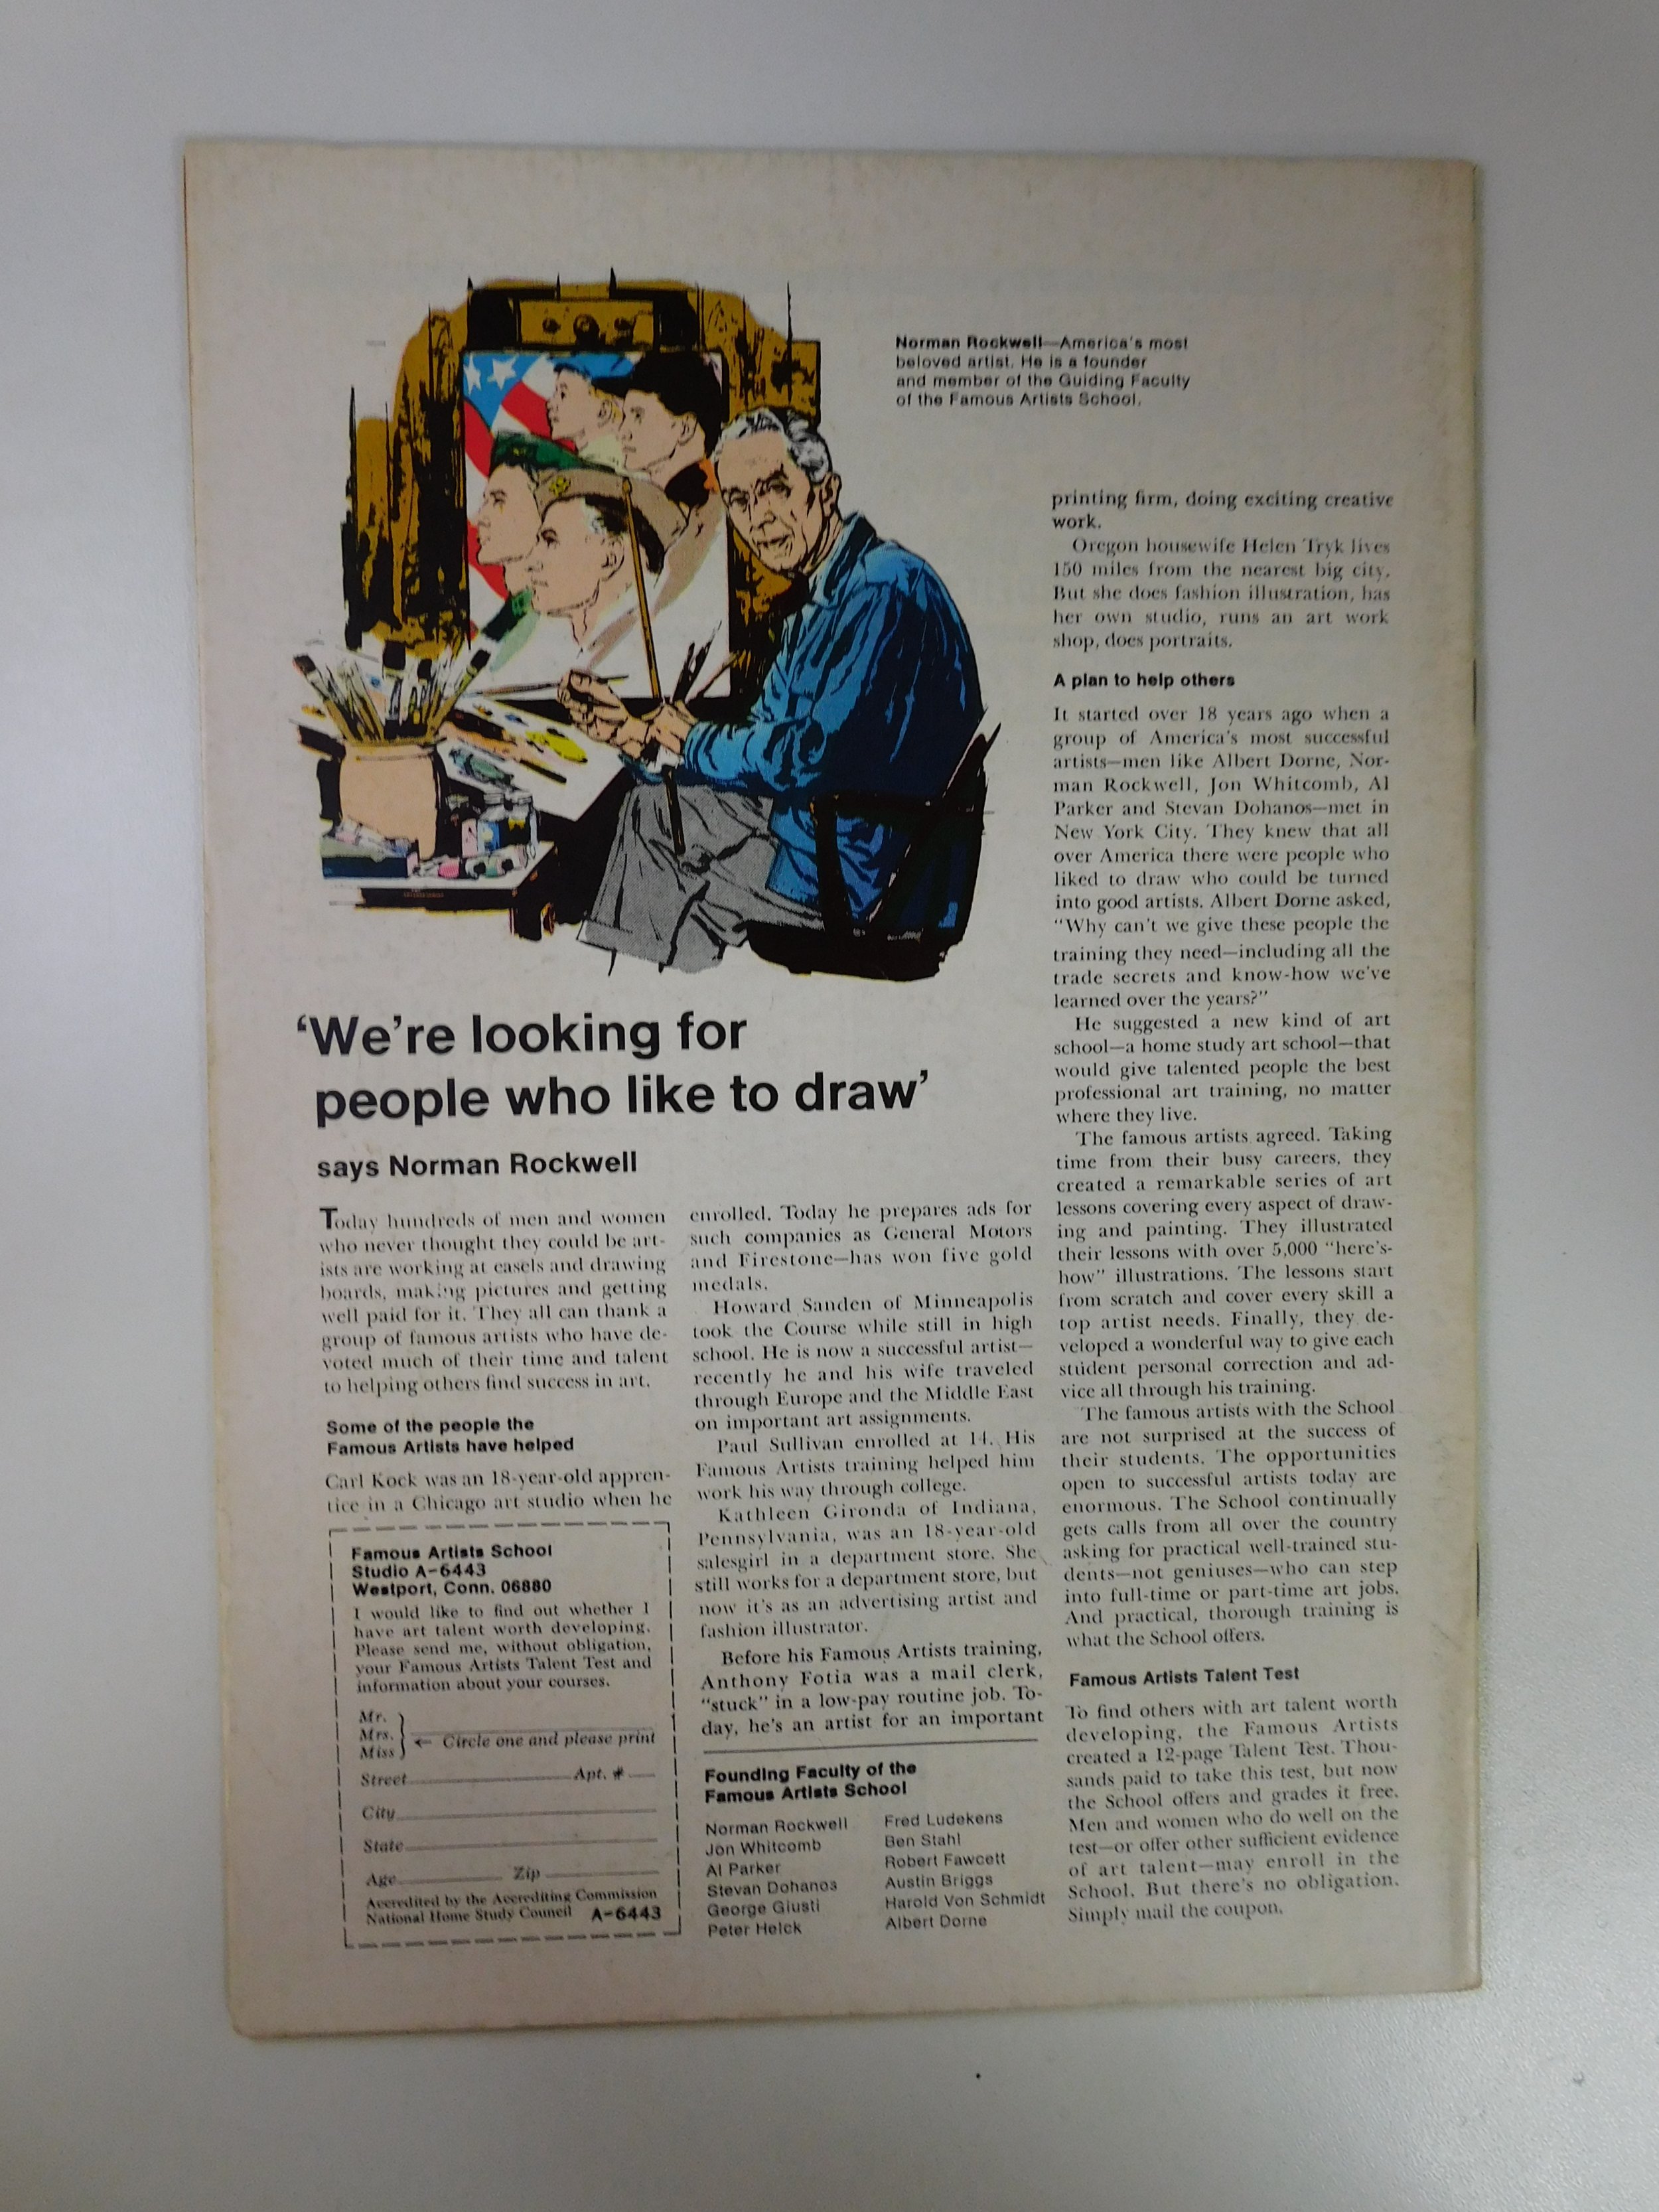 Norman Rockwell—America's most
beloved artist. He is a founder
and member of the Guiding Faculty
of the Famous Artists School.
'We're looking for
people who like to draw'
says Norman Rockwell
Today hundreds of men and women
who never thought they could be art-
ists are working at easels and drawing
boards, making pictures and getting
well paid for it. They all can thank a
group of famous artists who have de-
voted much of their time and talent
to helping others find success in art.
Some of the people the
Famous Artists have helped
Carl Kock was an 18-year-old appren-
tice in a Chicago art studio when he
enrolled. Today he prepares ads for
such companies as General Motors
and Firestone—has won five gold
medals.
Howard Sanden of Minneapolis
took the Course while still in high
school. He is now a successful artist—
recently he and his wife traveled
through Europe and the Middle East
on important art assignments.
Paul Sullivan enrolled at 14. His
Famous Artists training helped him
work his way through college.
Kathleen Gironda of Indiana,
Pennsylvania, was an 18-year-old
salesgirl in a department store. She
still works for a department store, but
now it's as an advertising artist and
fashion illustrator.
Before his Famous Artists training,
Anthony Fotia was a mail clerk,
"stuck" in a low-pay routine job. To-
day, he's an artist for an important
printing firm, doing exciting creative
work.
Oregon housewife Helen Tryk lives
150 miles from the nearest big city.
But she does fashion illustration, has
her own studio, runs an art work
shop, does portraits.
A plan to help others
It started over 18 years ago when a
group of America's most successful
artists—men like Albert Dorne, Nor-
man Rockwell, Jon Whitcomb, Al
Parker and Stevan Dohanos—met in
New York City. They knew that all
over America there were people who
liked to draw who could be turned
into good artists. Albert Dorne asked,
"Why can't we give these people the
training they need—including all the
trade secrets and know-how we've
learned over the years?"
He suggested a new kind of art
school—a home study art school—that
would give talented people the best
professional art training, no matter
where they live.
The famous artists agreed. Taking
time from their busy careers, they
created a remarkable series of art
lessons covering every aspect of draw-
ing and painting. They illustrated
their lessons with over 5,000 "here's-
how" illustrations. The lessons start
from scratch and cover every skill a
top artist needs. Finally, they de-
veloped a wonderful way to give each
student personal correction and ad-
vice all through his training.
The famous artists with the School
are not surprised at the success of
their students. The opportunities
open to successful artists today are
enormous. The School continually
gets calls from all over the country
asking for practical well-trained stu-
dents—not geniuses—who can step
into full-time or part-time art jobs.
And practical, thorough training is
what the School offers.
Famous Artists Talent Test
To find others with art talent worth
developing, the Famous Artists
created a 12-page Talent Test. Thou-
sands paid to take this test, but now
the School offers and grades it free.
Men and women who do well on the
test—or offer other sufficient evidence
of art talent—may enroll in the
School. But there's no obligation.
Simply mail the coupon.
Famous Artists School
Studio A-6443
Westport, Conn. 06880
I would like to find out whether I
have art talent worth developing.
Please send me, without obligation,
your Famous Artists Talent Test and
information about your courses.
Mr.
Mrs. ← Circle one and please print
Miss
Street Apt. #
City
State
Age Zip
Accredited by the Accrediting Commission
National Home Study Council A-6443
Founding Faculty of the
Famous Artists School
Norman Rockwell
Jon Whitcomb
Al Parker
Stevan Dohanos
George Giusti
Peter Helck
Fred Ludekens
Ben Stahl
Robert Fawcett
Austin Briggs
Harold Von Schmidt
Albert Dorne